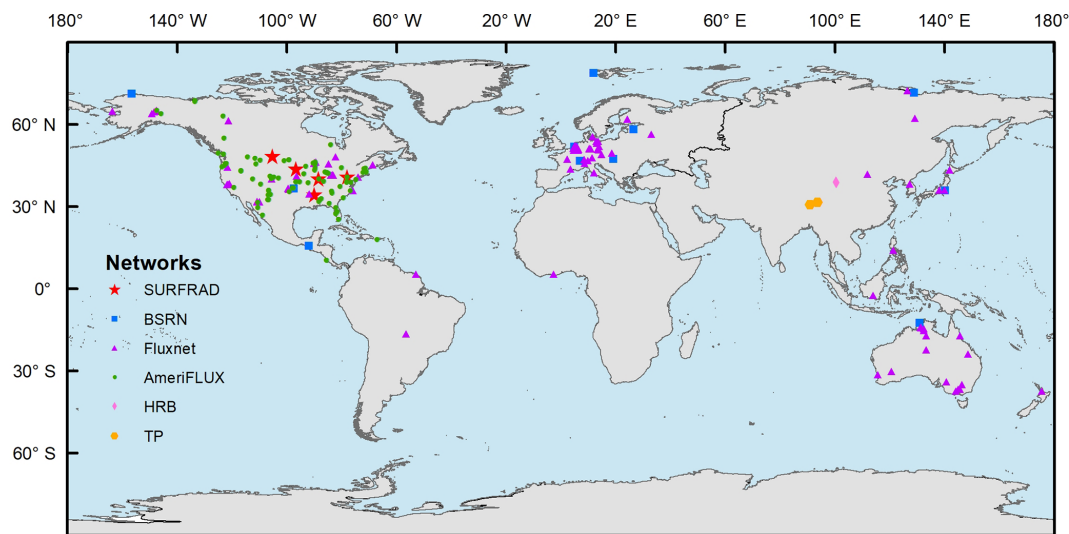 180° 140° W 100° W 60° W 20° W 20° E 60° E 100° E 140° E 180°
60° N
30° N
0°
30° S
60° S
Networks
SURFRAD
BSRN
Fluxnet
AmeriFLUX
HRB
TP